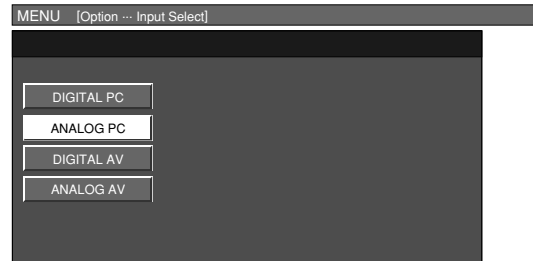 MENU [Option ··· Input Select]
DIGITAL PC
ANALOG PC
DIGITAL AV
ANALOG AV